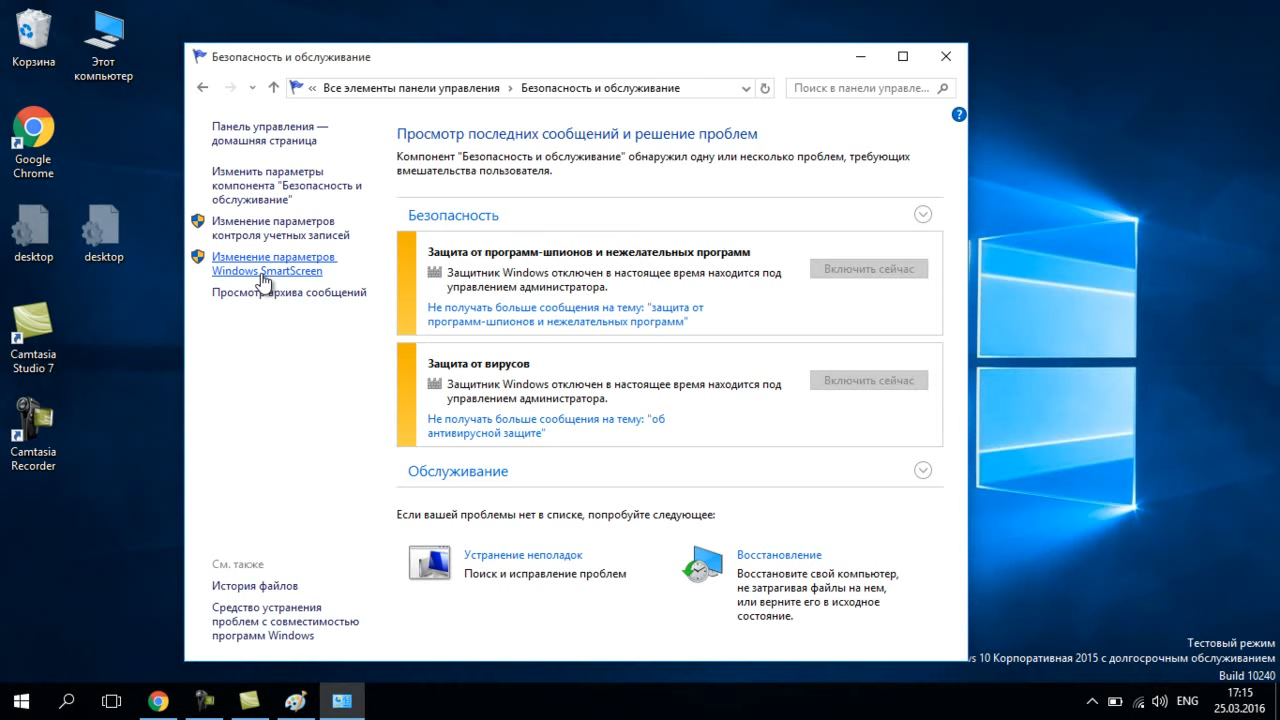 Корзина
Этот
компьютер
Google
Chrome
desktop
desktop
Camtasia
Studio 7
Camtasia
Recorder
Безопасность и обслуживание
« Все элементы панели управления › Безопасность и обслуживание
Поиск в панели управле...
?
Панель управления —
домашняя страница
Изменить параметры
компонента "Безопасность и
обслуживание"
Изменение параметров
контроля учетных записей
Изменение параметров
Windows SmartScreen
Просмотр архива сообщений
См. также
История файлов
Средство устранения
проблем с совместимостью
программ Windows
Просмотр последних сообщений и решение проблем
Компонент "Безопасность и обслуживание" обнаружил одну или несколько проблем, требующих
вмешательства пользователя.
Безопасность
Защита от программ-шпионов и нежелательных программ
Защитник Windows отключен в настоящее время находится под
управлением администратора.
Включить сейчас
Не получать больше сообщения на тему: "защита от
программ-шпионов и нежелательных программ"
Защита от вирусов
Защитник Windows отключен в настоящее время находится под
управлением администратора.
Включить сейчас
Не получать больше сообщения на тему: "об
антивирусной защите"
Обслуживание
Если вашей проблемы нет в списке, попробуйте следующее:
Устранение неполадок
Поиск и исправление проблем
Восстановление
Восстановите свой компьютер,
не затрагивая файлы на нем,
или верните его в исходное
состояние.
Тестовый режим
s 10 Корпоративная 2015 с долгосрочным обслуживанием
Build 10240
ENG
17:15
25.03.2016